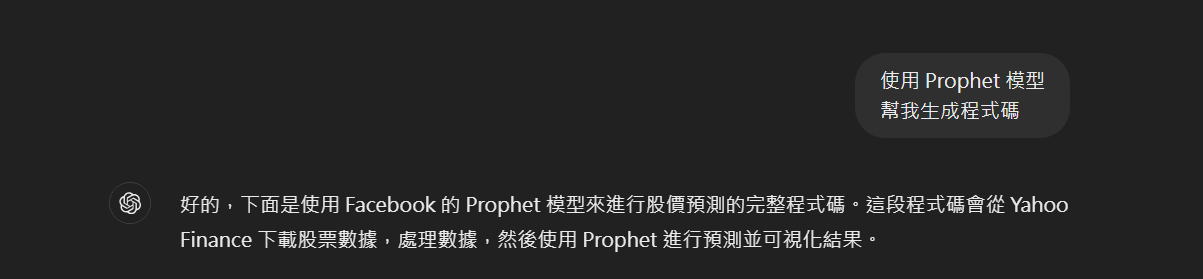 使用 Prophet 模型
幫我生成程式碼
好的，下面是使用 Facebook 的 Prophet 模型來進行股價預測的完整程式碼。這段程式碼會從 Yahoo
Finance 下載股票數據，處理數據，然後使用 Prophet 進行預測並可視化結果。